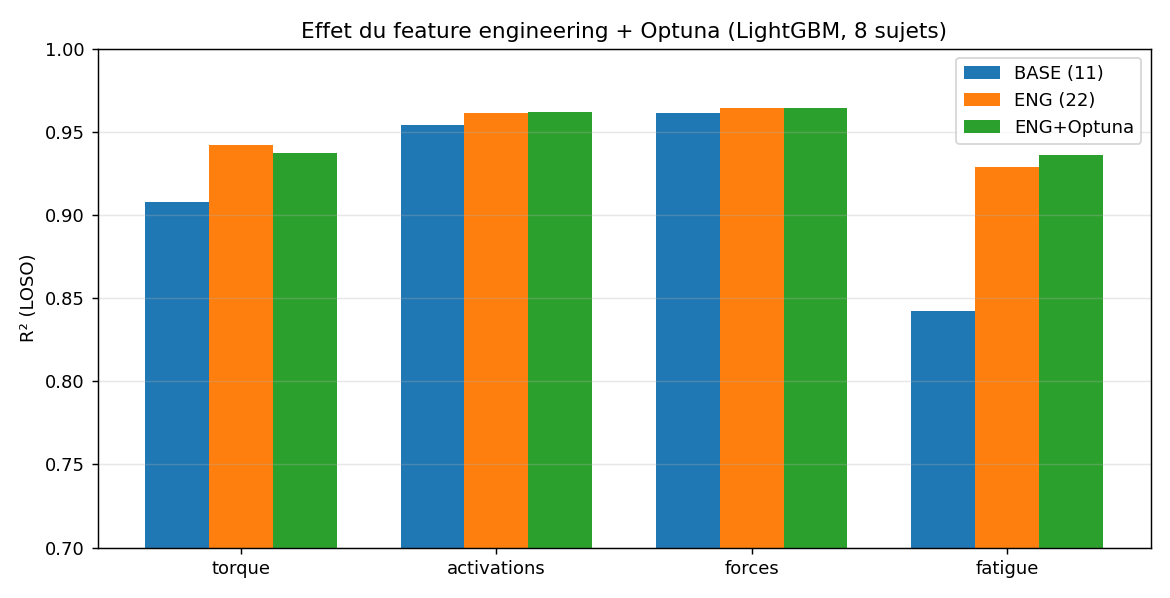 Effet du feature engineering + Optuna (LightGBM, 8 sujets)
R² (LOSO)
1.00
0.95
0.90
0.85
0.80
0.75
0.70
BASE (11)
ENG (22)
ENG+Optuna
torque
activations
forces
fatigue